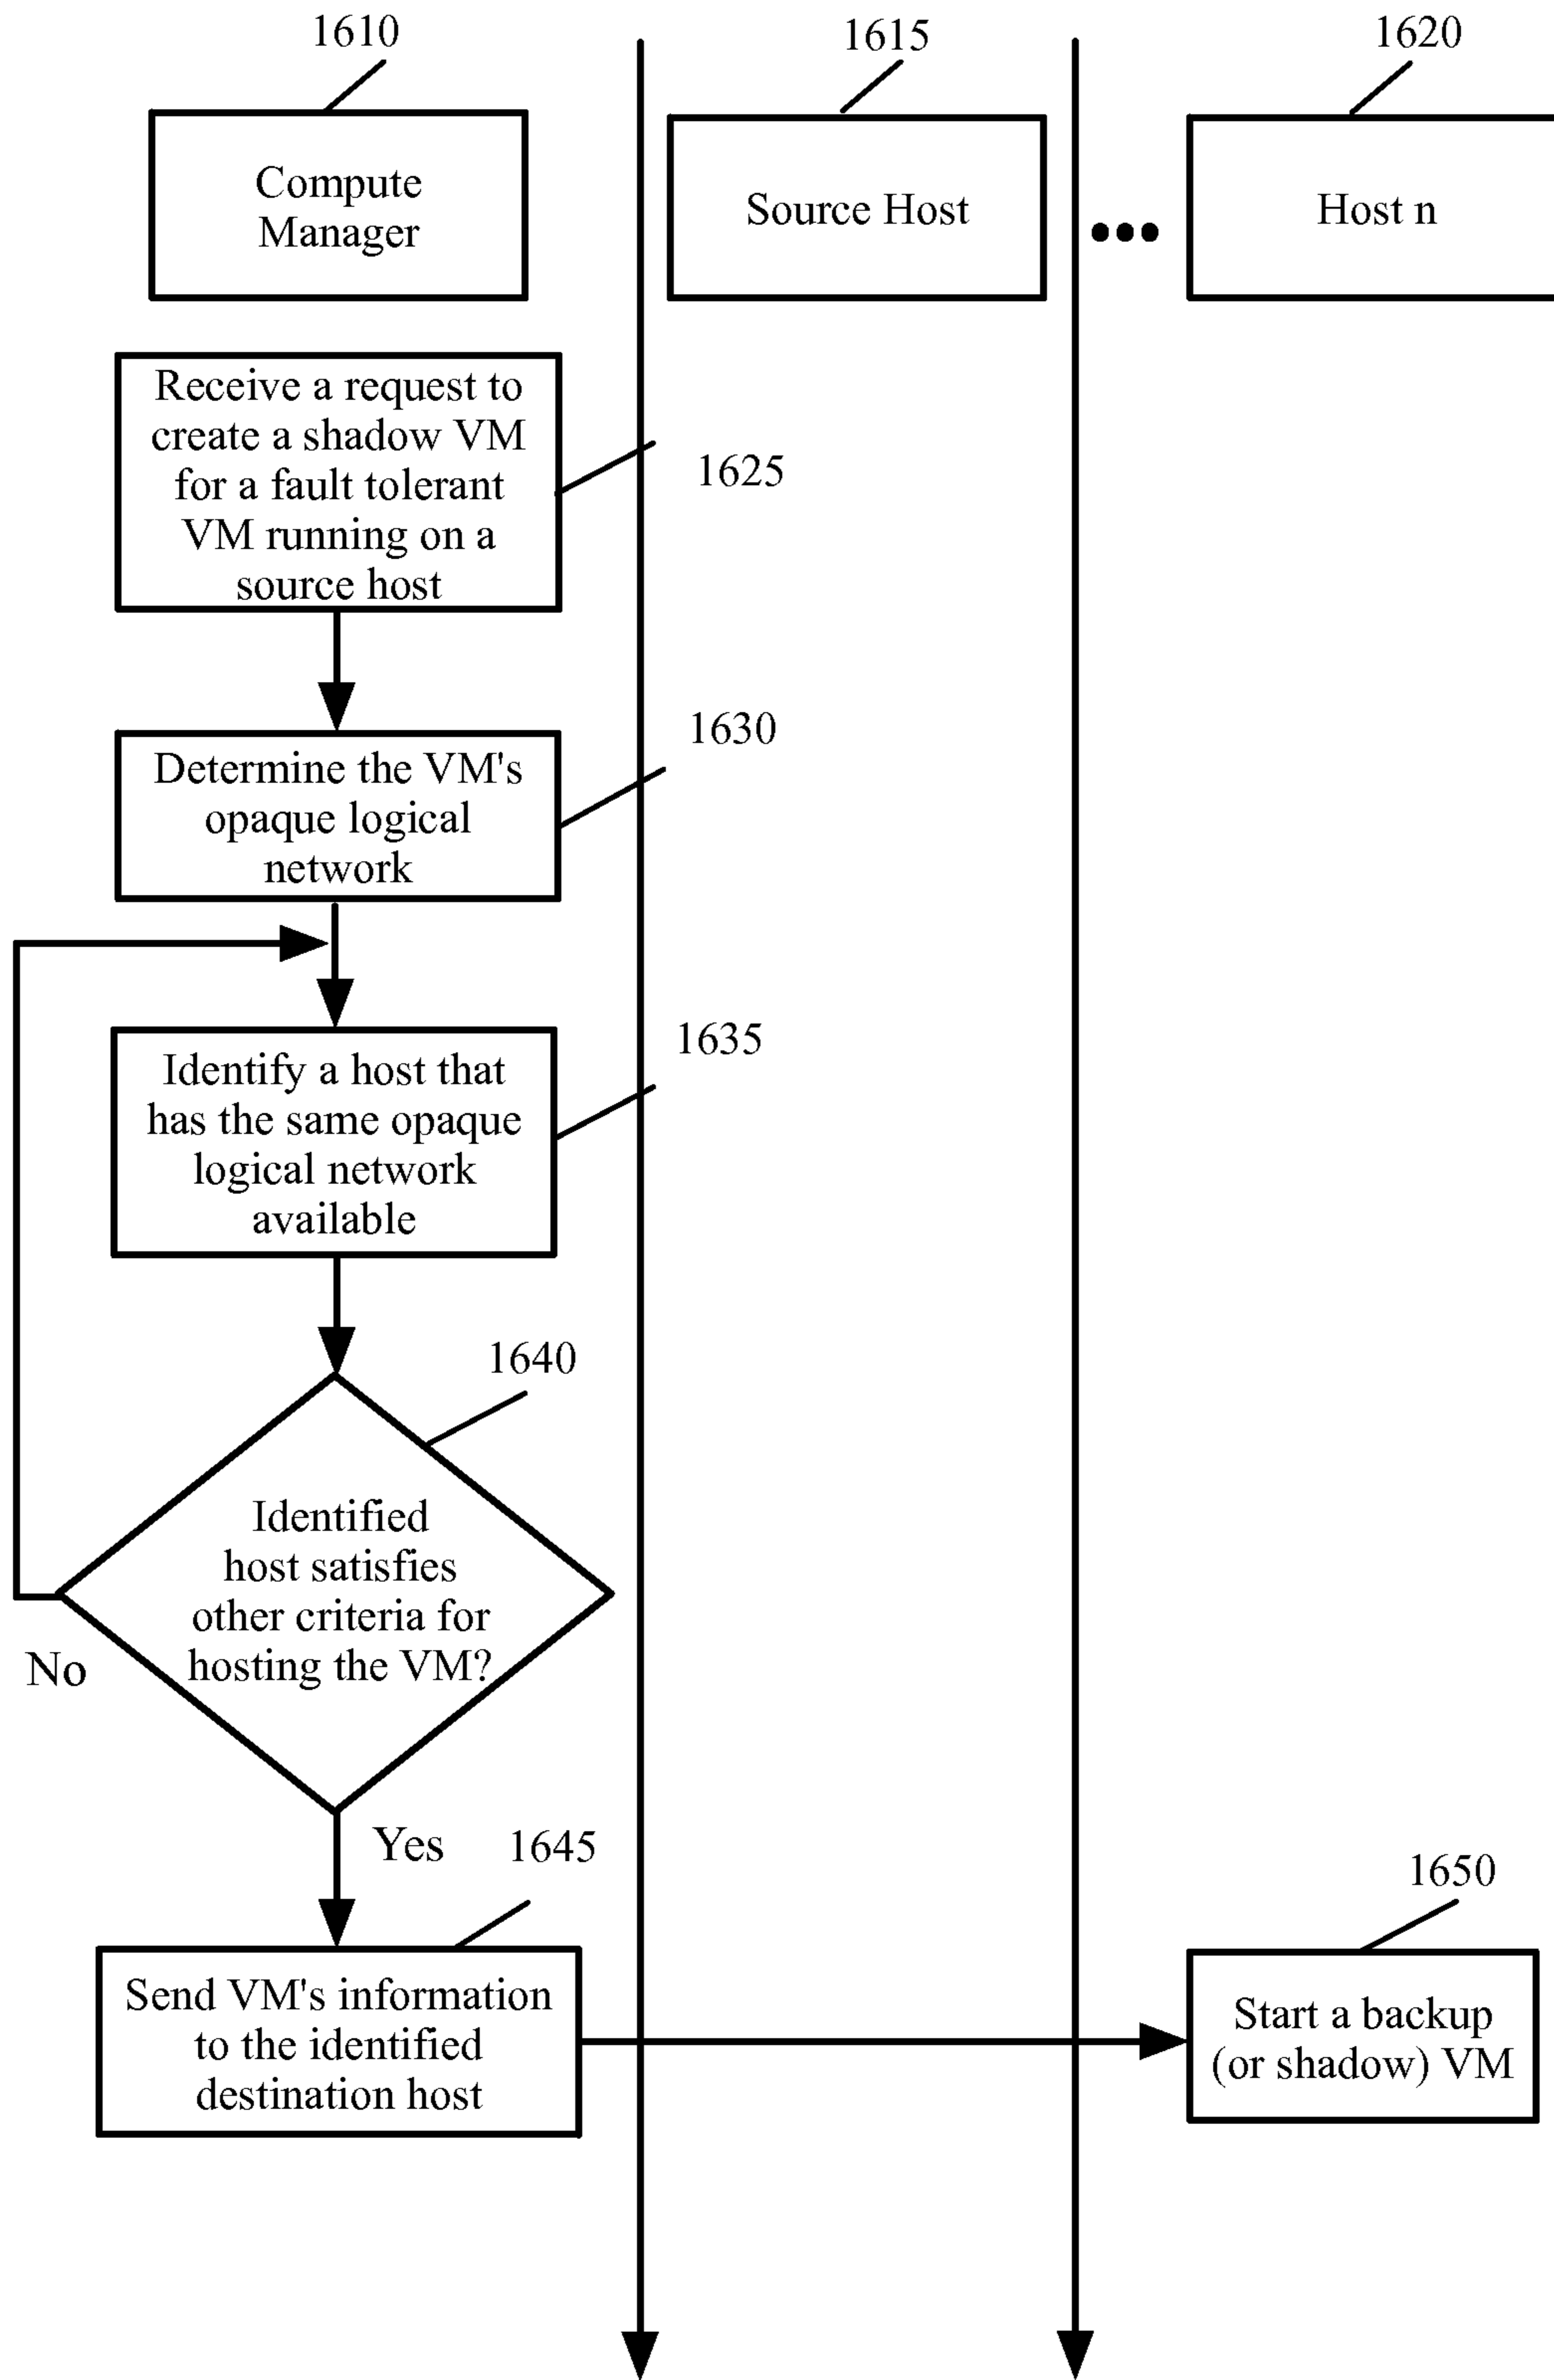 1610
1615
1620
Compute
Manager
Source Host
Host n
Receive a request to
create a shadow VM
for a fault tolerant
VM running on a
source host
1625
1630
Determine the VM's
opaque logical
network
1635
Identify a host that
has the same opaque
logical network
available
1640
Identified
host satisfies
other criteria for
hosting the VM?
No
Yes
1645
1650
Send VM's information
to the identified
destination host
Start a backup
(or shadow) VM